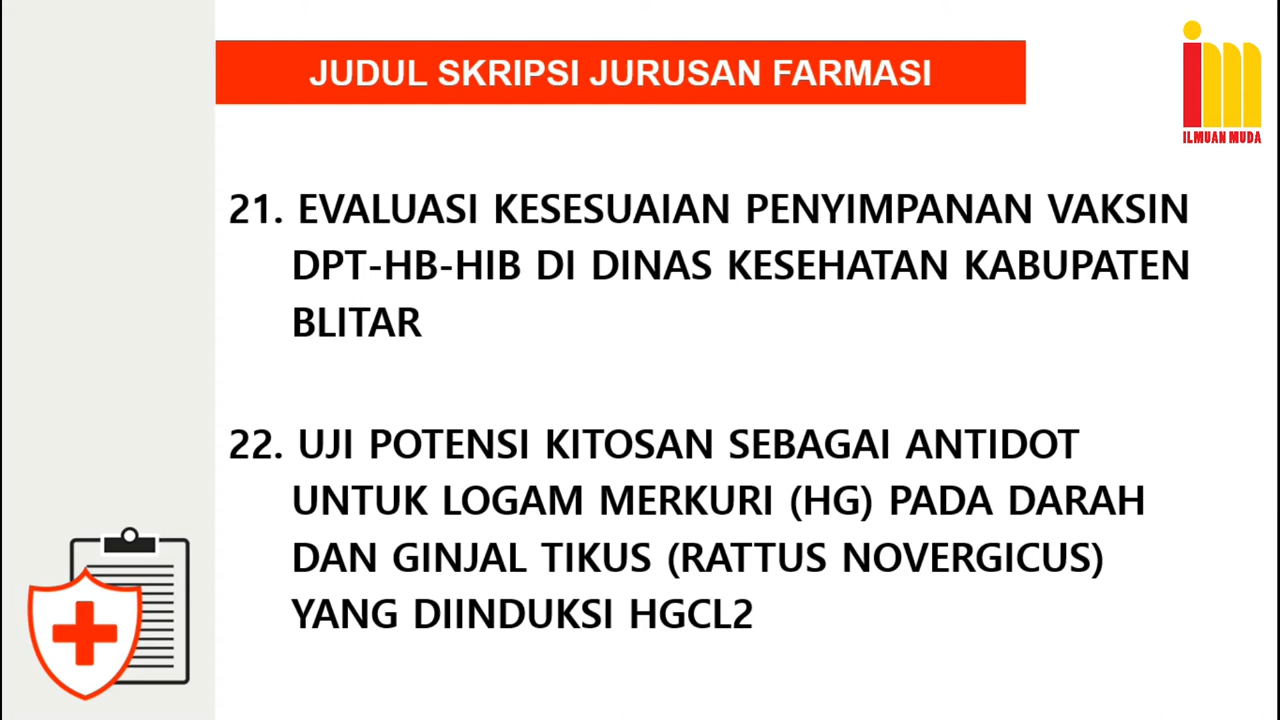 JUDUL SKRIPSI JURUSAN FARMASI
ILMUAN MUDA
21. EVALUASI KESESUAIAN PENYIMPANAN VAKSIN
DPT-HB-HIB DI DINAS KESEHATAN KABUPATEN
BLITAR
22. UJI POTENSI KITOSAN SEBAGAI ANTIDOT
UNTUK LOGAM MERKURI (HG) PADA DARAH
DAN GINJAL TIKUS (RATTUS NOVERGICUS)
YANG DIINDUKSI HGCL2